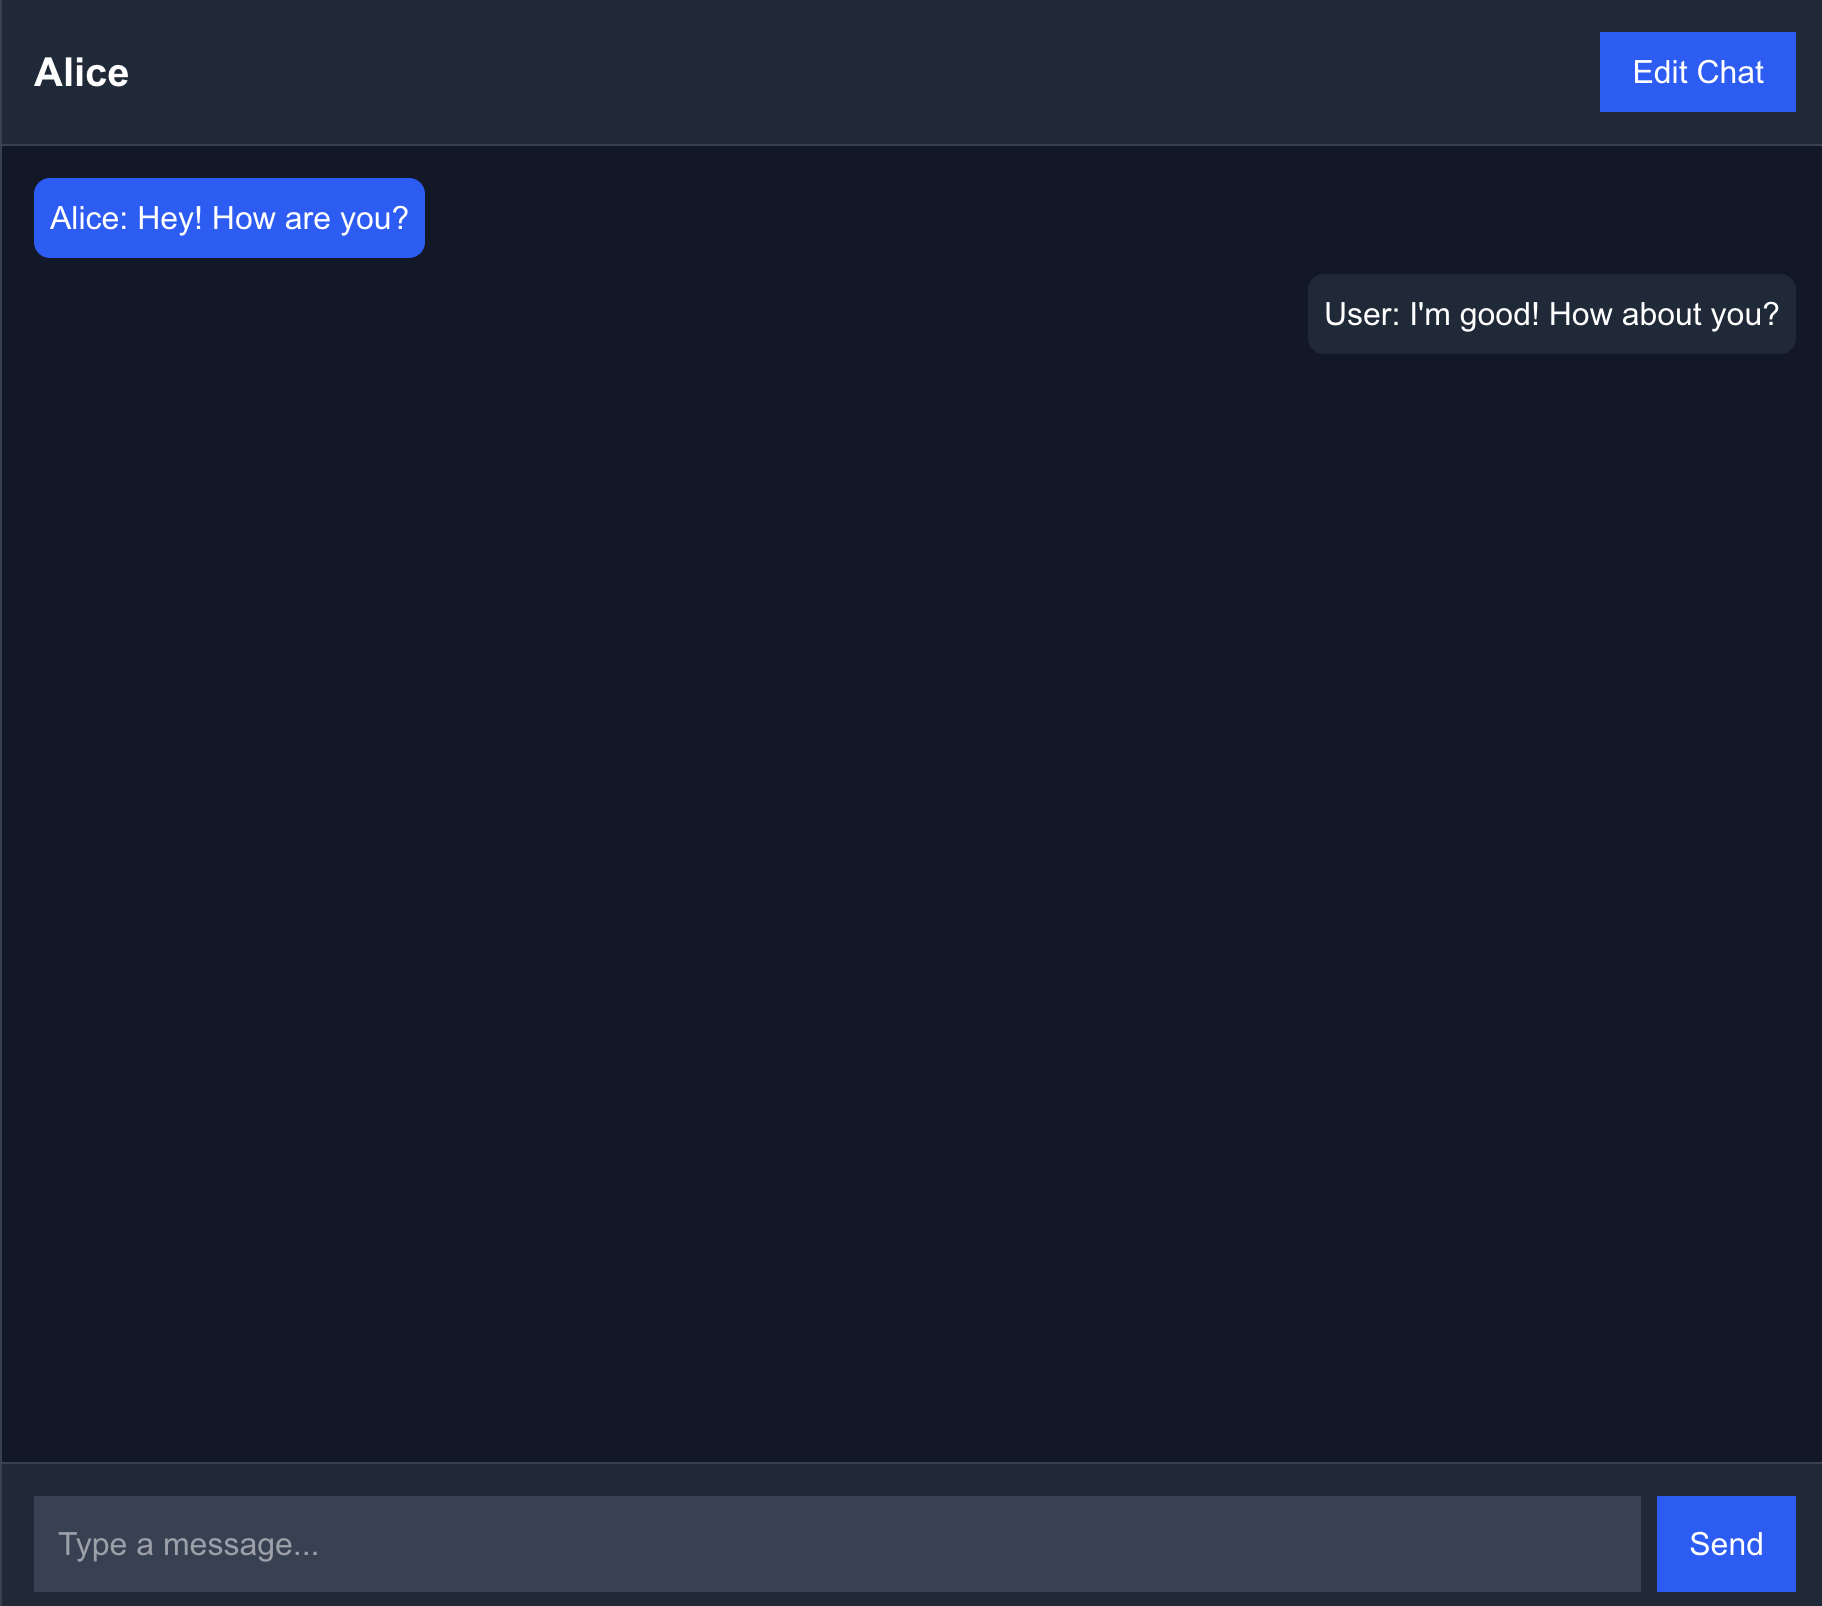 Alice
Edit Chat
Alice: Hey! How are you?
User: I'm good! How about you?
Type a message...
Send